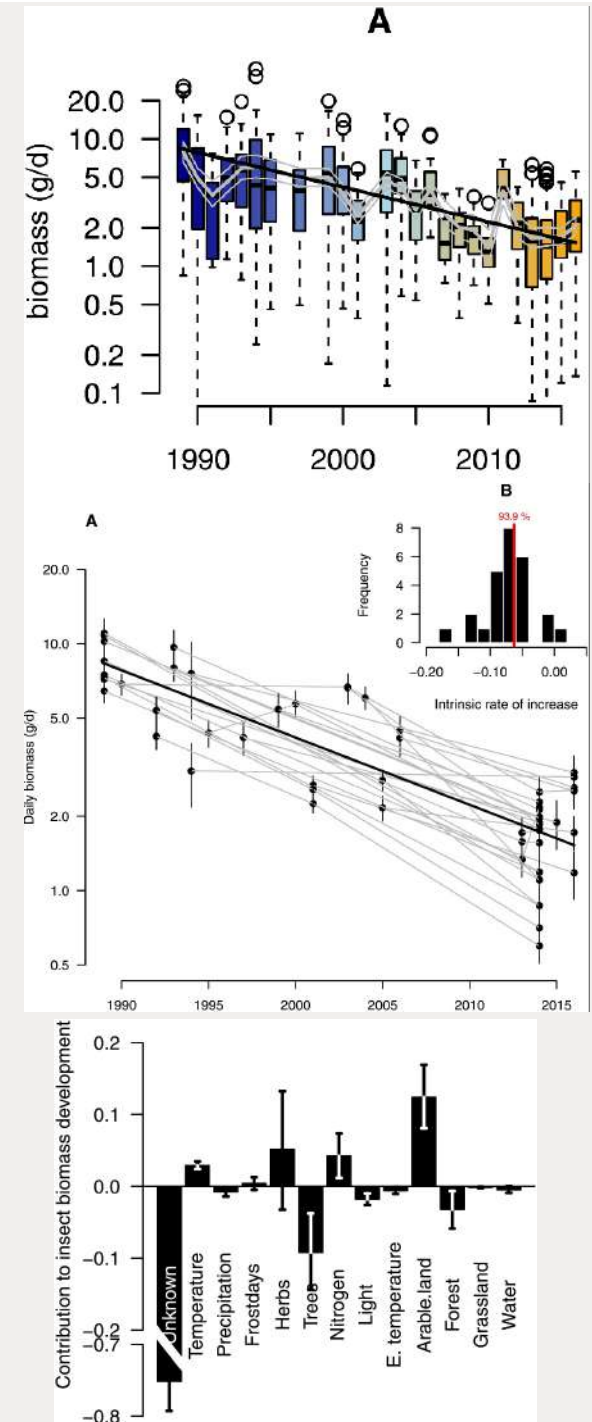 A
biomass (g/d)
20.0
10.0
5.0
2.0
1.0
0.5
0.2
0.1
1990 2000 2010
B
A
93.9 %
Frequency
8
6
4
2
0
−0.20 −0.10 0.00
Intrinsic rate of increase
Daily biomass (g/d)
20.0
10.0
5.0
2.0
1.0
0.5
1990 1995 2000 2005 2010 2015
Contribution to insect biomass development
0.2
0.1
0.0
−0.1
−0.2
−0.7
−0.8
Unknown
Temperature
Precipitation
Frostdays
Herbs
Trees
Nitrogen
Light
E. temperature
Arable.land
Forest
Grassland
Water